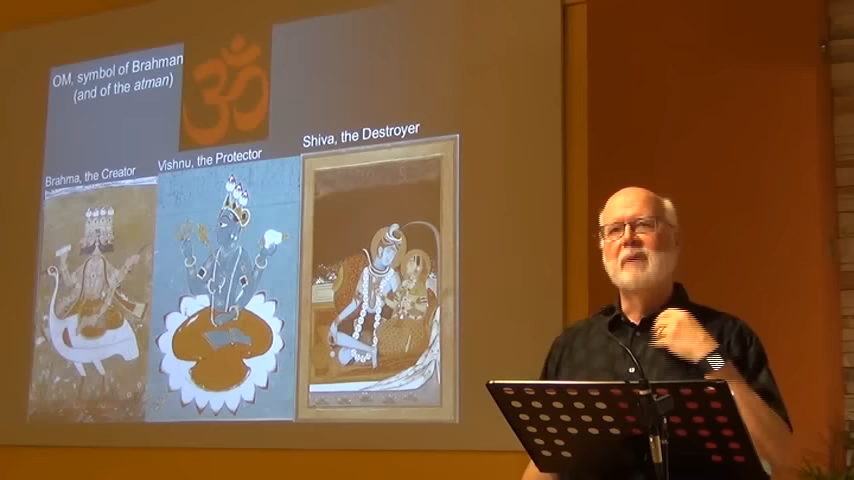 OM, symbol of Brahman
(and of the atman)
ॐ
Brahma, the Creator
Vishnu, the Protector
Shiva, the Destroyer